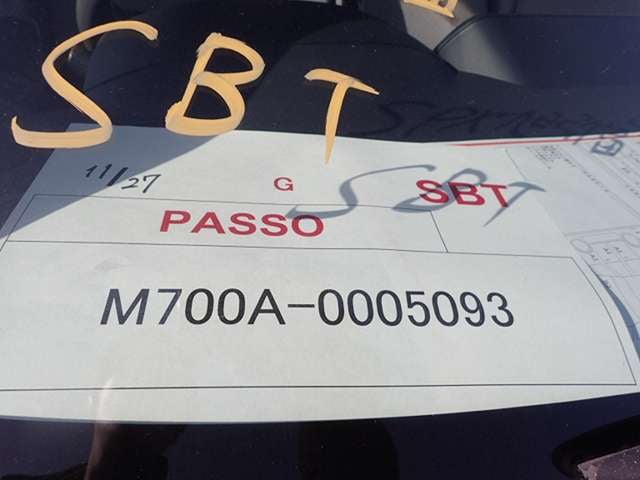 SBT
11/27 G SBT
PASSO
M700A-0005093